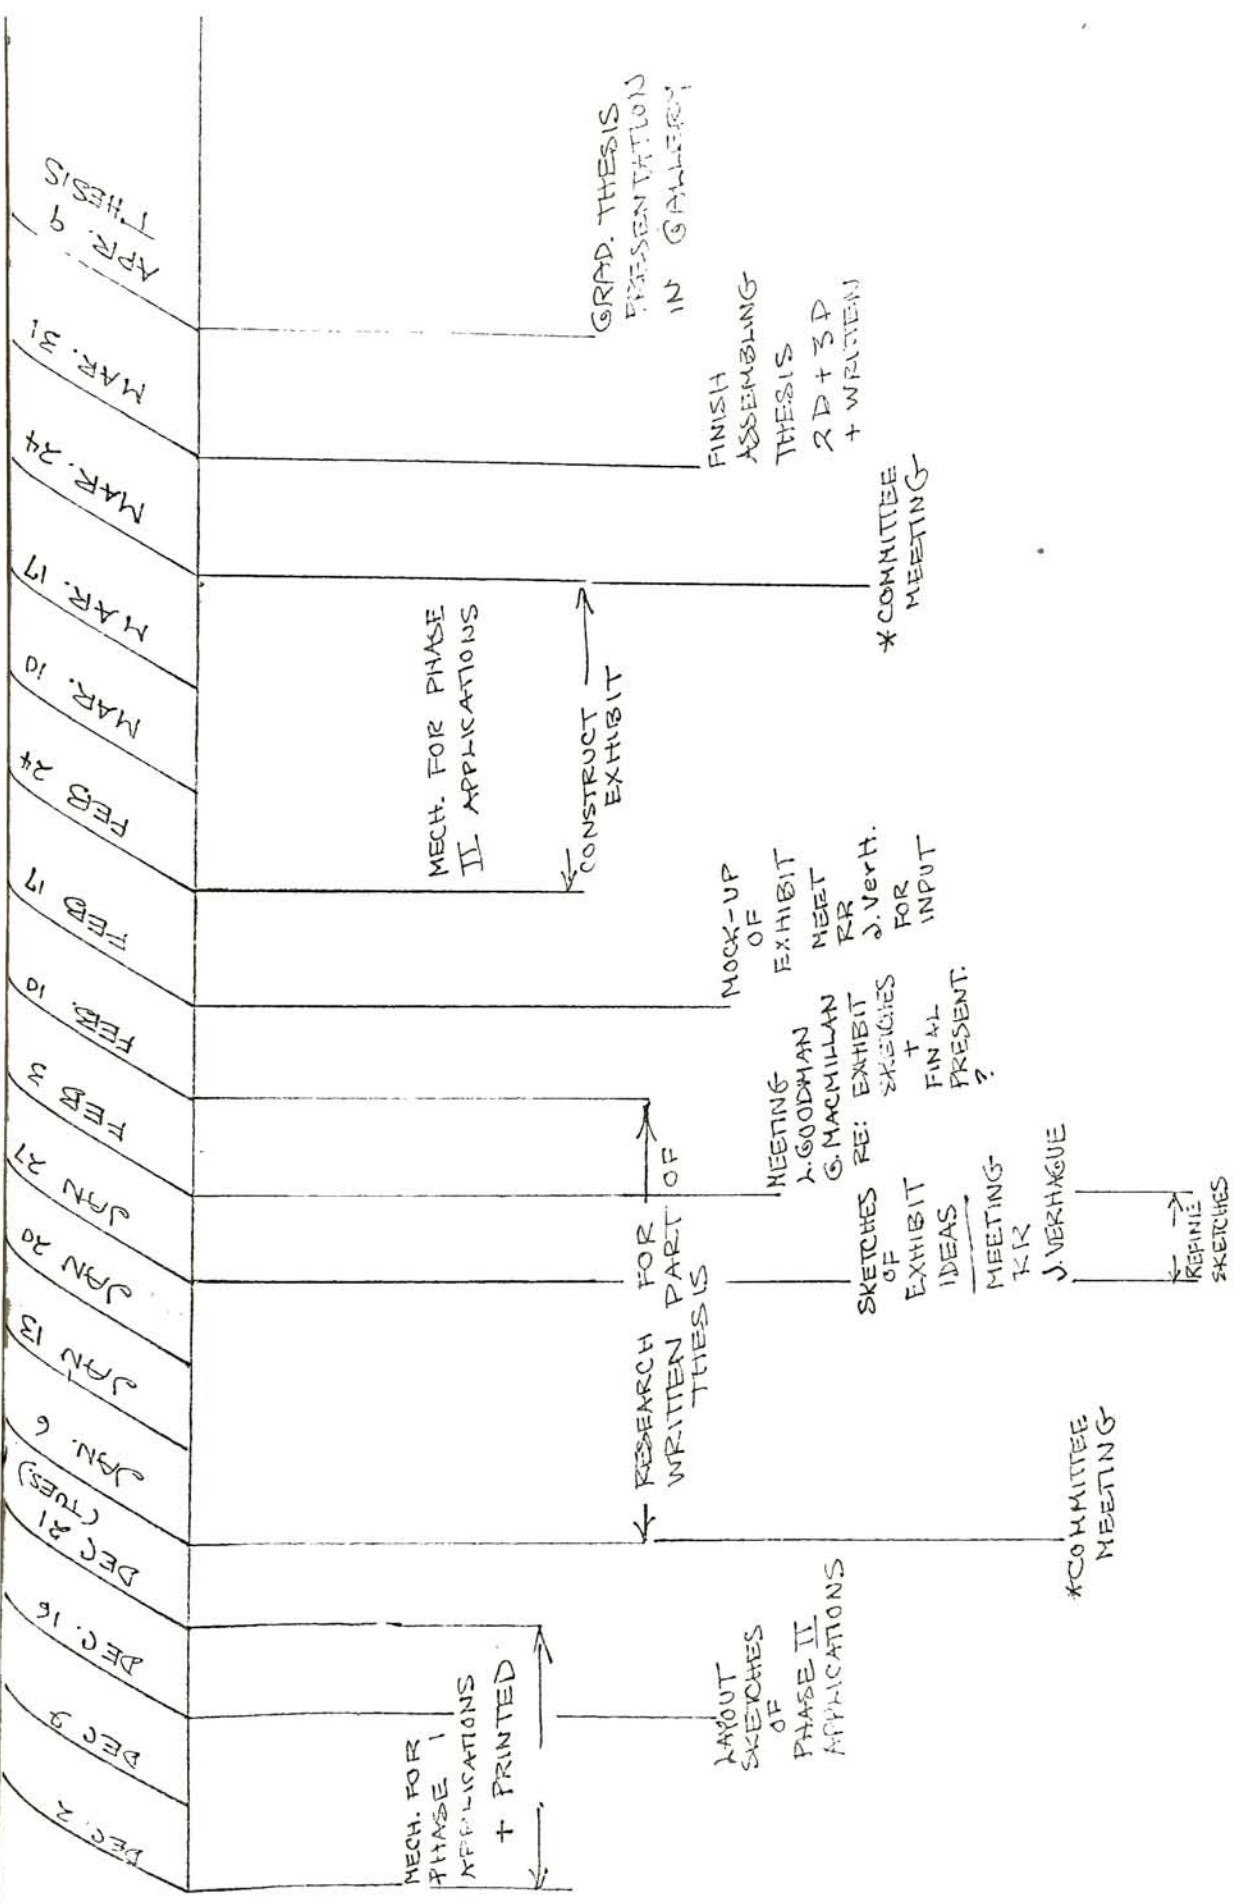 DEC. 2
DEC 9
DEC. 16
DEC 21
(TUES.)
JAN. 6
JAN 13
JAN 20
JAN 27
FEB 3
FEB. 10
FEB 17
FEB 24
MAR. 10
MAR. 17
MAR. 24
MAR. 31
APR. 9
THESIS
MECH. FOR
PHASE I
APPLICATIONS
+ PRINTED
LAYOUT
SKETCHES
OF
PHASE II
APPLICATIONS
*COMMITTEE
MEETING
RESEARCH FOR
WRITTEN PART OF
THESIS
SKETCHES
OF
EXHIBIT
IDEAS
MEETING
RR
J. VERHAGUE
REFINE
SKETCHES
MEETING
L. GOODMAN
G. MACMILLAN
RE: EXHIBIT
SKETCHES
+
FINAL
PRESENT.
?
MOCK-UP
OF
EXHIBIT
MEET
RR
J. VerH.
FOR
INPUT
MECH. FOR PHASE
II APPLICATIONS
CONSTRUCT
EXHIBIT
*COMMITTEE
MEETING
FINISH
ASSEMBLING
THESIS
2D + 3D
+ WRITTEN
GRAD. THESIS
PRESENTATION
IN GALLERY